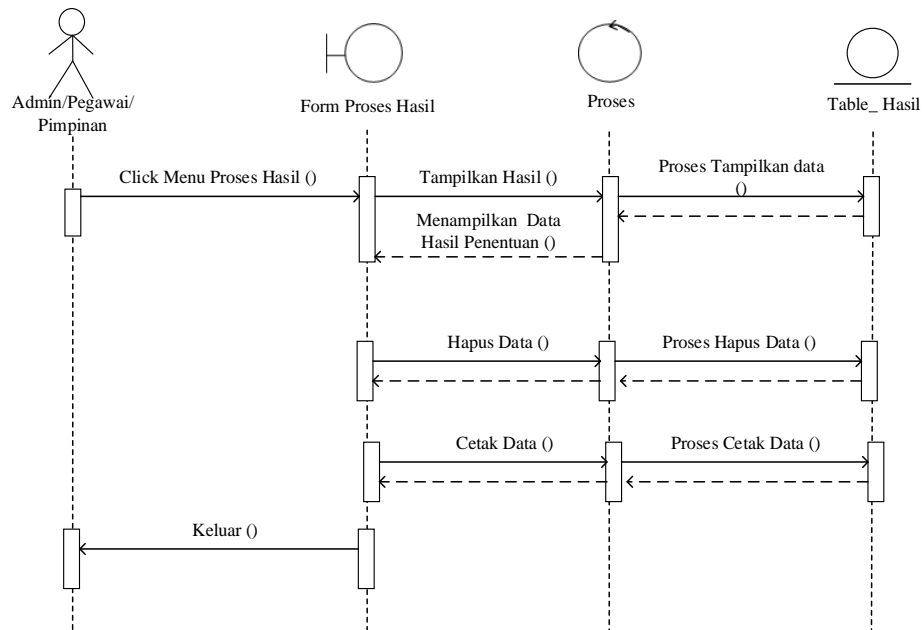 Admin/Pegawai/
Pimpinan
Form Proses Hasil
Proses
Table_ Hasil
Click Menu Proses Hasil ()
Tampilkan Hasil ()
Proses Tampilkan data
()
Menampilkan Data
Hasil Penentuan ()
Hapus Data ()
Proses Hapus Data ()
Cetak Data ()
Proses Cetak Data ()
Keluar ()